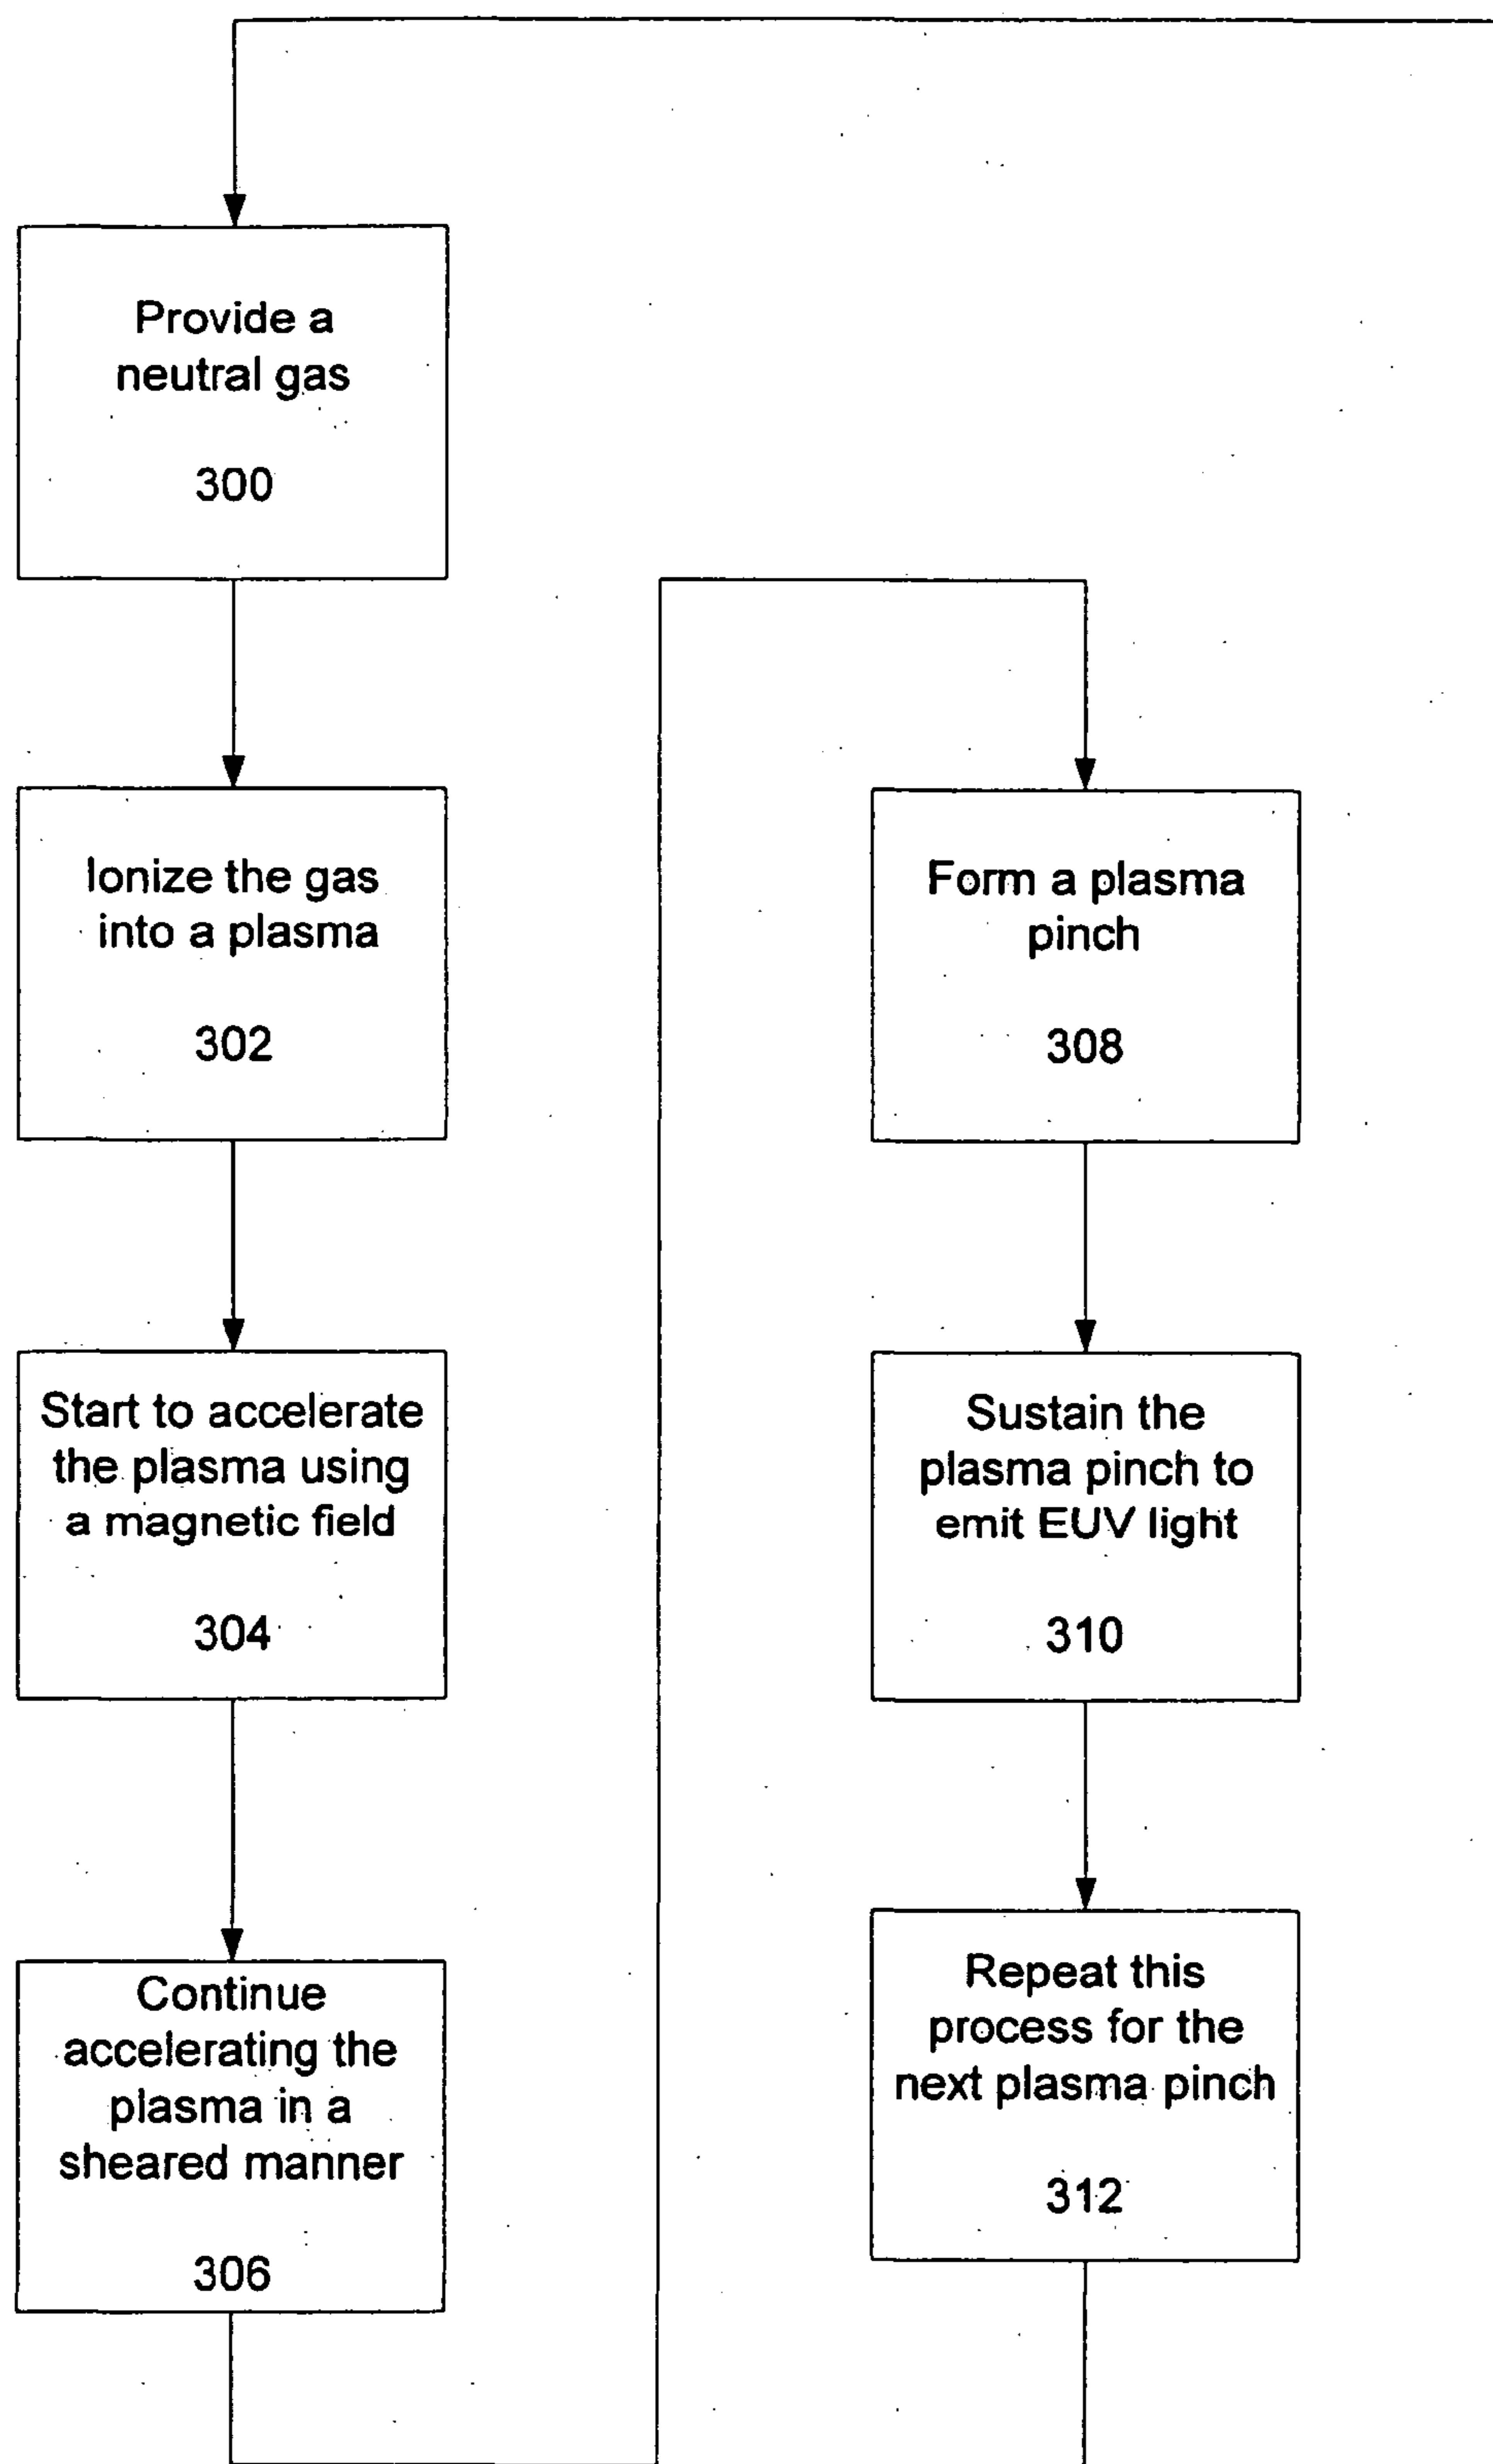 Provide a
neutral gas
300
Ionize the gas
into a plasma
302
Start to accelerate
the plasma using
a magnetic field
304
Continue
accelerating the
plasma in a
sheared manner
306
Form a plasma
pinch
308
Sustain the
plasma pinch to
emit EUV light
310
Repeat this
process for the
next plasma pinch
312